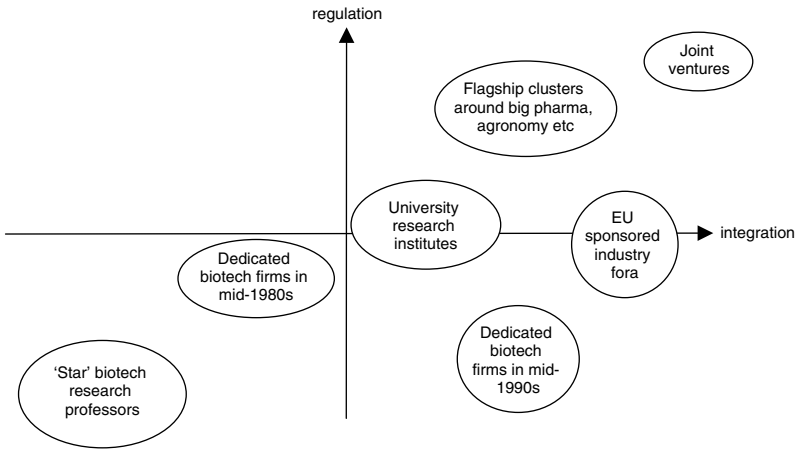 regulation
Joint
ventures
Flagship clusters
around big pharma,
agronomy etc
University
research
institutes
EU
sponsored
industry
fora
integration
Dedicated
biotech firms in
mid-1980s
Dedicated
biotech
firms in mid-
1990s
‘Star’ biotech
research
professors